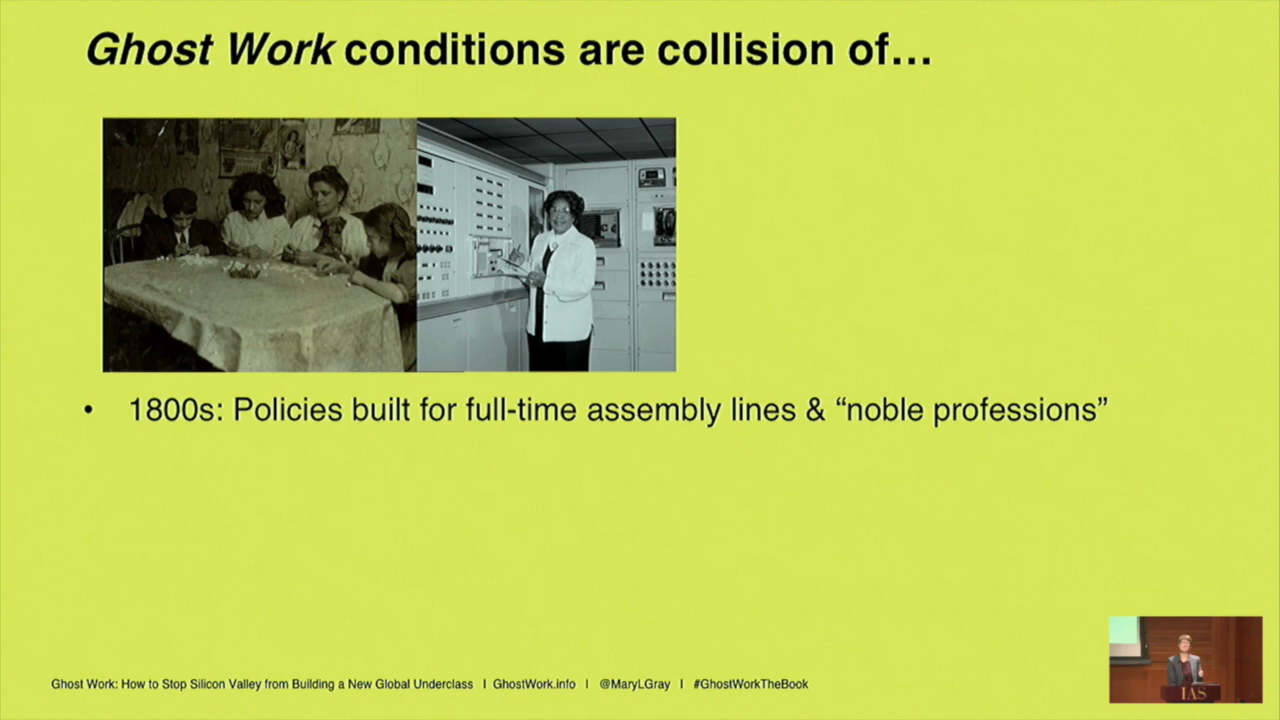 Ghost Work conditions are collision of…
• 1800s: Policies built for full-time assembly lines & “noble professions”
Ghost Work: How to Stop Silicon Valley from Building a New Global Underclass I GhostWork.info I @MaryLGray I #GhostWorkTheBook
IAS